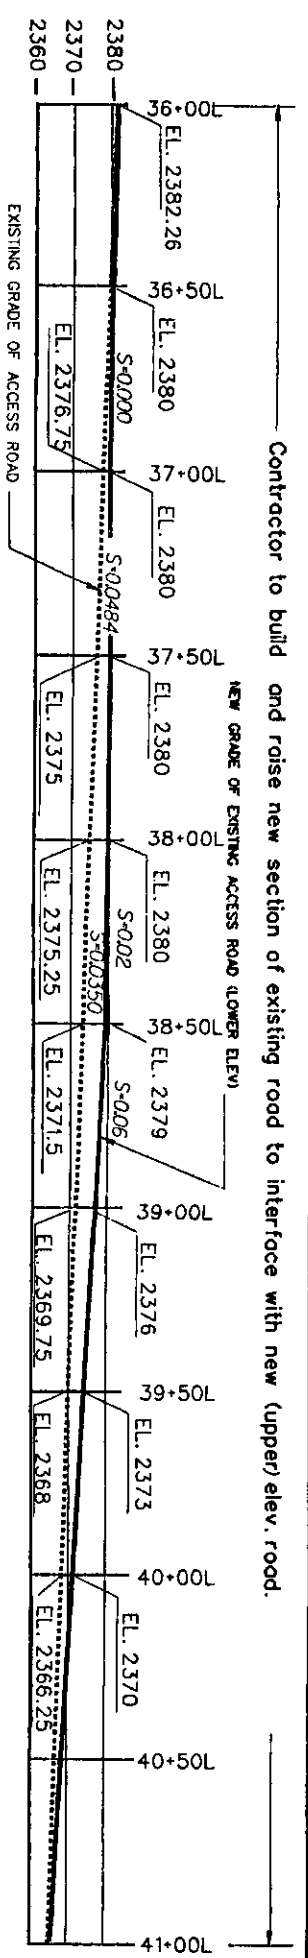 Contractor to build and raise new section of existing road to interface with new (upper) elev. road.
NEW GRADE OF EXISTING ACCESS ROAD (LOWER ELEV)
36+00L
36+50L
37+00L
37+50L
38+00L
38+50L
39+00L
39+50L
40+00L
40+50L
41+00L
EL. 2382.26
EL. 2380
EL. 2380
EL. 2380
EL. 2380
EL. 2379
EL. 2376
EL. 2373
EL. 2370
2380
2370
2360
S=0.000
S=0.0484
S=0.02
S=0.0350
S=0.06
EL. 2376.75
EL. 2375
EL. 2375.25
EL. 2371.5
EL. 2369.75
EL. 2368
EL. 2366.25
EXISTING GRADE OF ACCESS ROAD